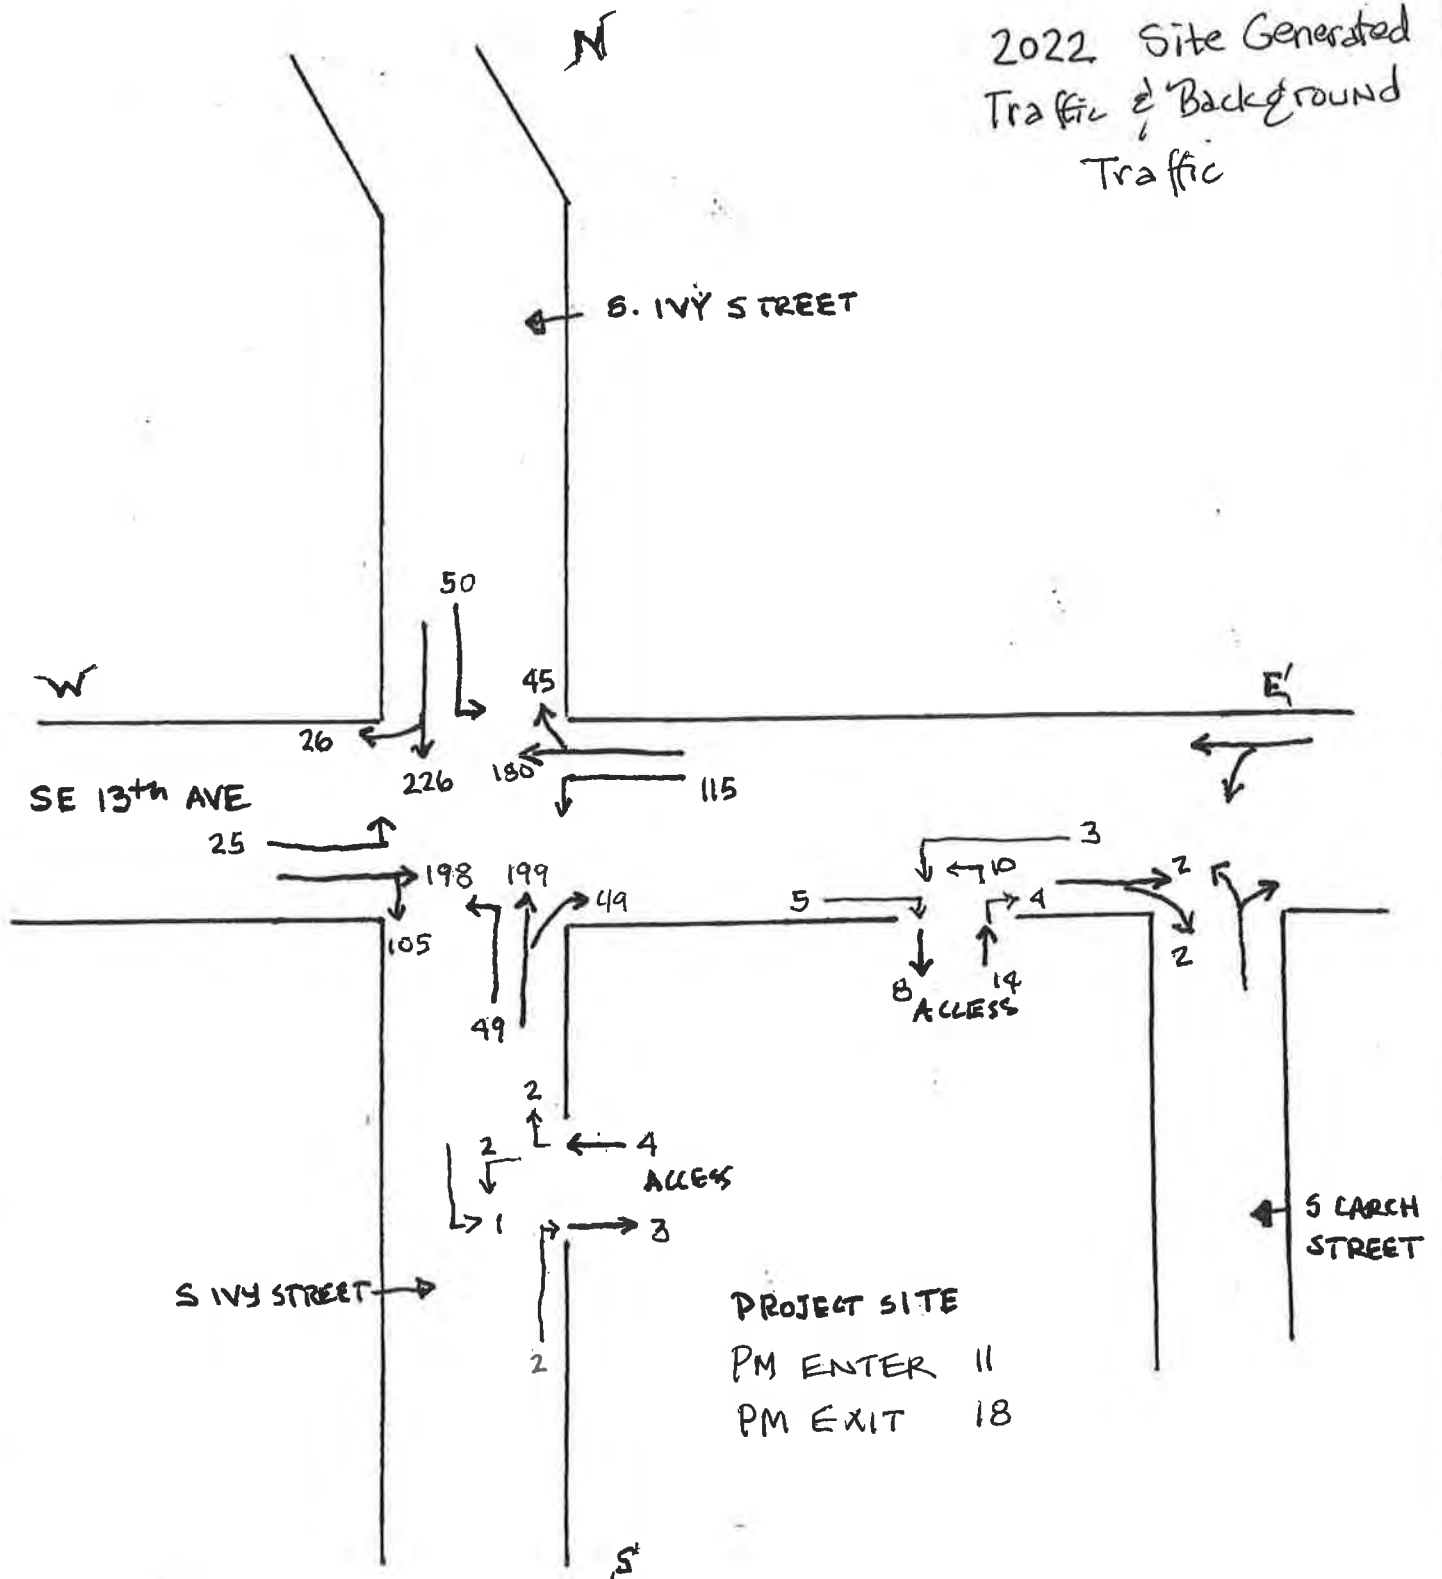 N
2022 Site Generated
Traffic & Background
Traffic
S. IVY STREET
50
W
45
E
26
226
180
115
SE 13th AVE
25
198
199
49
105
49
3
10
5
4
2
2
8
14
ACCESS
2
2
4
ACCESS
1
3
S LARCH
STREET
S IVY STREET
2
PROJECT SITE
PM ENTER 11
PM EXIT 18
S